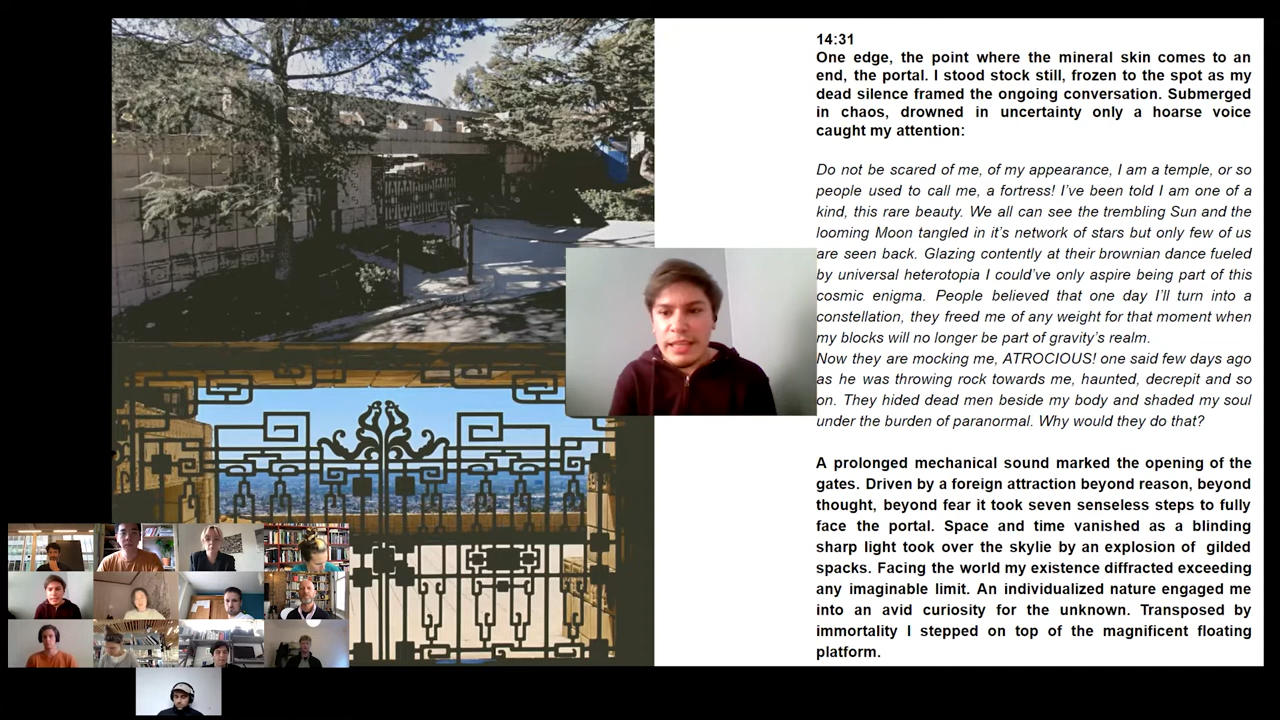 14:31
One edge, the point where the mineral skin comes to an
end, the portal. I stood stock still, frozen to the spot as my
dead silence framed the ongoing conversation. Submerged
in chaos, drowned in uncertainty only a hoarse voice
caught my attention:
Do not be scared of me, of my appearance, I am a temple, or so
people used to call me, a fortress! I've been told I am one of a
kind, this rare beauty. We all can see the trembling Sun and the
looming Moon tangled in it's network of stars but only few of us
are seen back. Glazing contently at their brownian dance fueled
by universal heterotopia I could've only aspire being part of this
cosmic enigma. People believed that one day I'll turn into a
constellation, they freed me of any weight for that moment when
my blocks will no longer be part of gravity's realm.
Now they are mocking me, ATROCIOUS! one said few days ago
as he was throwing rock towards me, haunted, decrepit and so
on. They hided dead men beside my body and shaded my soul
under the burden of paranormal. Why would they do that?
A prolonged mechanical sound marked the opening of the
gates. Driven by a foreign attraction beyond reason, beyond
thought, beyond fear it took seven senseless steps to fully
face the portal. Space and time vanished as a blinding
sharp light took over the skylie by an explosion of gilded
spacks. Facing the world my existence diffracted exceeding
any imaginable limit. An individualized nature engaged me
into an avid curiosity for the unknown. Transposed by
immortality I stepped on top of the magnificent floating
platform.